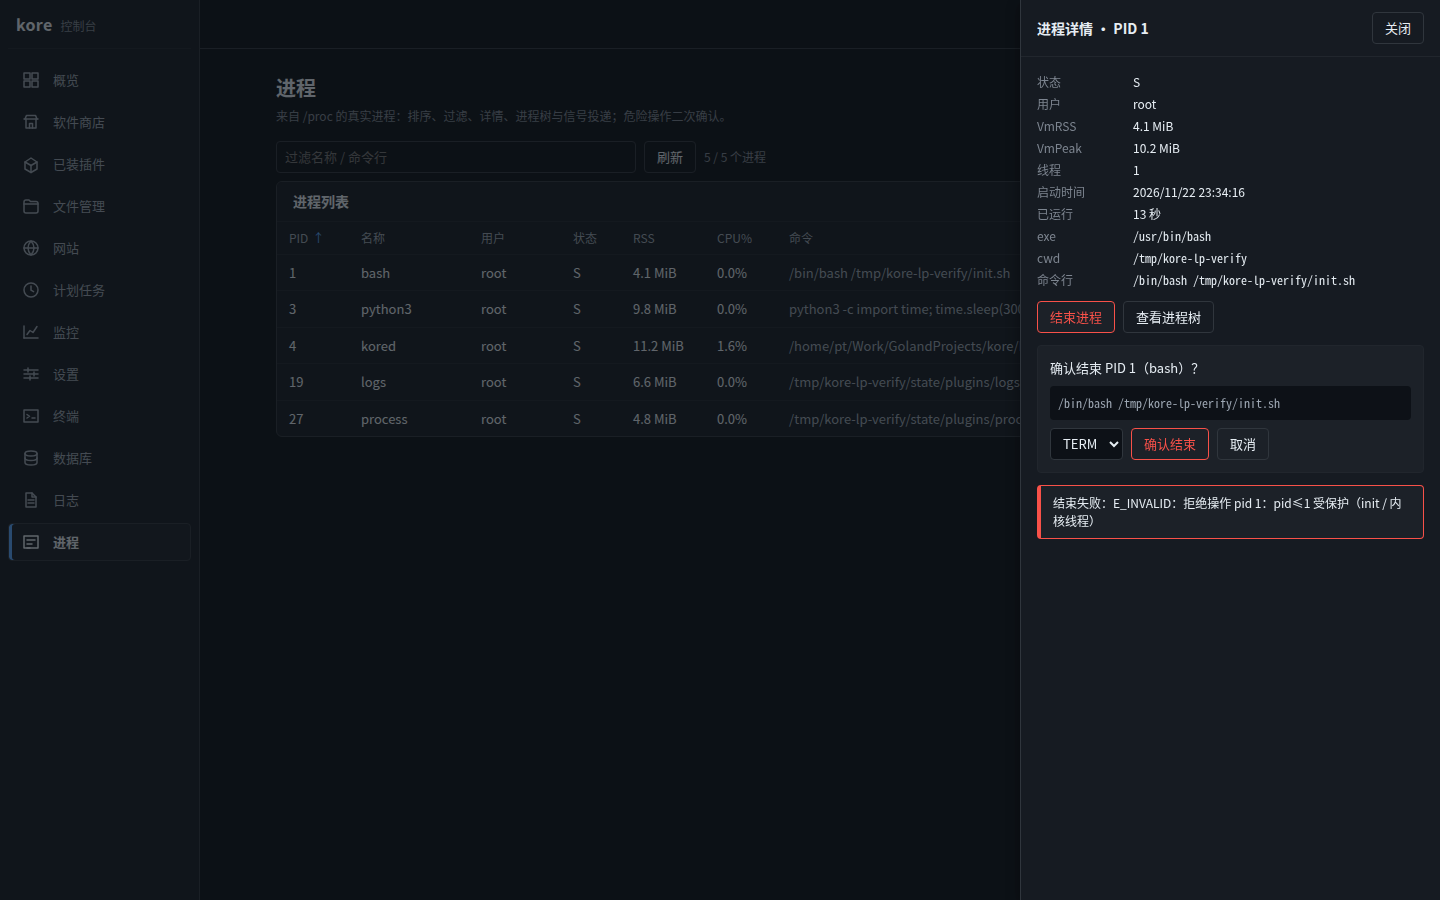 kore 控制台
概览
软件商店
已装插件
文件管理
网站
计划任务
监控
设置
终端
数据库
日志
进程
进程
来自 /proc 的真实进程：排序、过滤、详情、进程树与信号投递；危险操作二次确认。
过滤名称 / 命令行 刷新 5 / 5 个进程
进程列表
PID ↑ 名称 用户 状态 RSS CPU% 命令
1 bash root S 4.1 MiB 0.0% /bin/bash /tmp/kore-lp-verify/init.sh
3 python3 root S 9.8 MiB 0.0% python3 -c import time; time.sleep(300
4 kored root S 11.2 MiB 1.6% /home/pt/Work/GolandProjects/kore/
19 logs root S 6.6 MiB 0.0% /tmp/kore-lp-verify/state/plugins/logs
27 process root S 4.8 MiB 0.0% /tmp/kore-lp-verify/state/plugins/proc
进程详情 · PID 1 关闭
状态 S
用户 root
VmRSS 4.1 MiB
VmPeak 10.2 MiB
线程 1
启动时间 2026/11/22 23:34:16
已运行 13 秒
exe /usr/bin/bash
cwd /tmp/kore-lp-verify
命令行 /bin/bash /tmp/kore-lp-verify/init.sh
结束进程 查看进程树
确认结束 PID 1（bash）？
/bin/bash /tmp/kore-lp-verify/init.sh
TERM 确认结束 取消
结束失败：E_INVALID：拒绝操作 pid 1：pid≤1 受保护（init / 内
核线程）